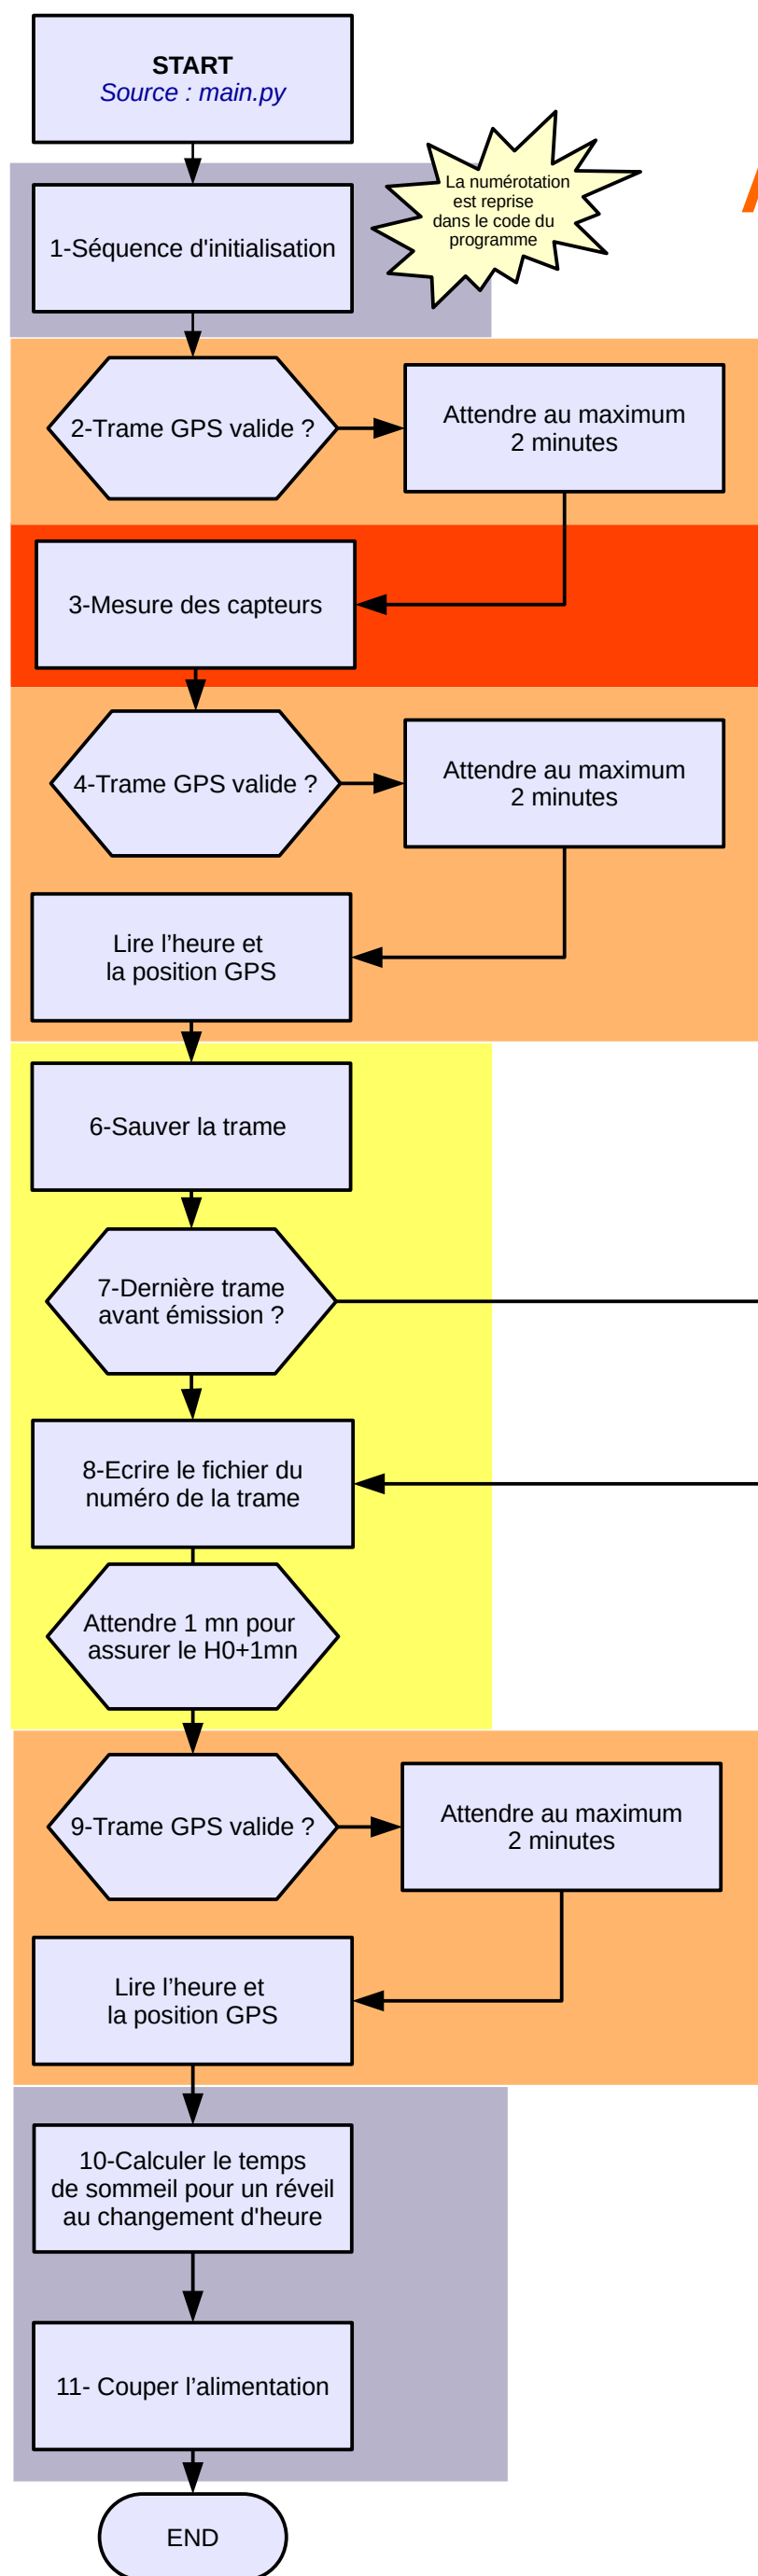 START
Source : main.py
La numérotation
est reprise
dans le code du
programme
1-Séquence d'initialisation
2-Trame GPS valide ?
Attendre au maximum
2 minutes
3-Mesure des capteurs
4-Trame GPS valide ?
Attendre au maximum
2 minutes
Lire l’heure et
la position GPS
6-Sauver la trame
7-Dernière trame
avant émission ?
8-Ecrire le fichier du
numéro de la trame
Attendre 1 mn pour
assurer le H0+1mn
9-Trame GPS valide ?
Attendre au maximum
2 minutes
Lire l’heure et
la position GPS
10-Calculer le temps
de sommeil pour un réveil
au changement d'heure
11- Couper l’alimentation
END